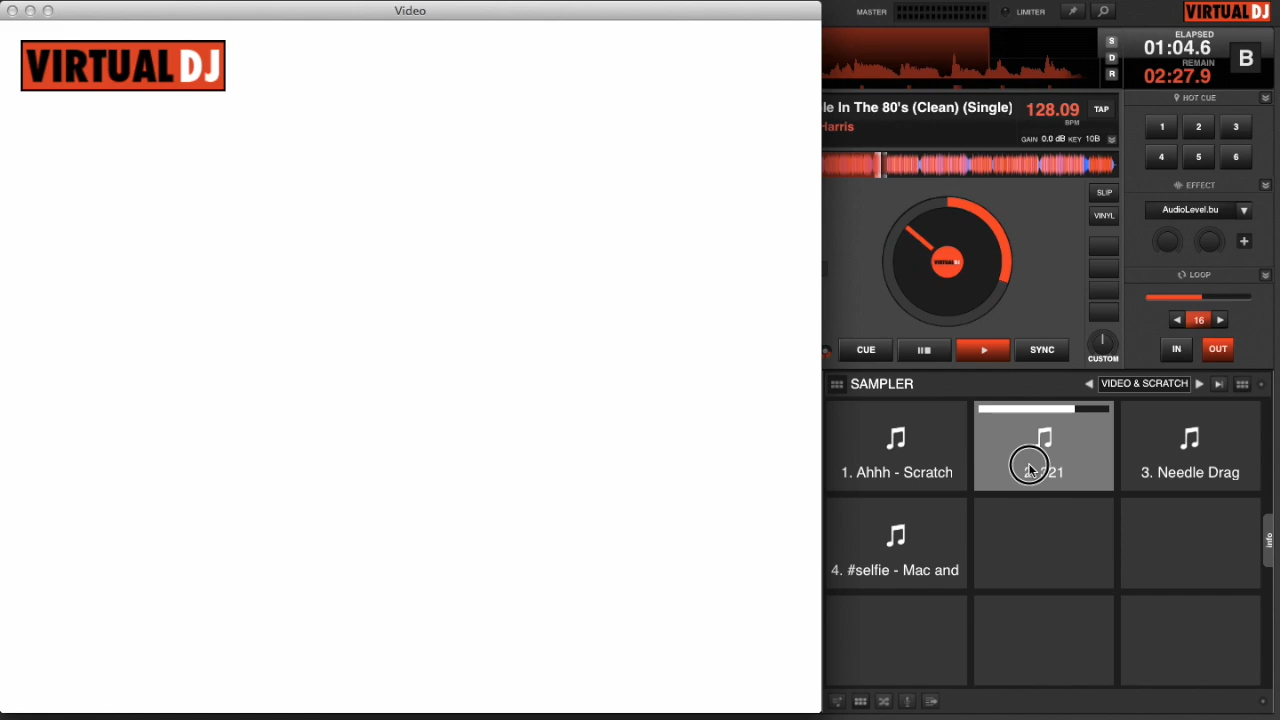 Video
VIRTUAL DJ
MASTER
LIMITER
VIRTUAL DJ
S
D
R
ELAPSED
01:04.6
REMAIN
02:27.9
B
le In The 80's (Clean) (Single)
Harris
128.09
BPM
TAP
GAIN 0.0 dB KEY 10B
HOT CUE
1 2 3
4 5 6
EFFECT
AudioLevel.bu
SLIP
VINYL
VIRTUAL DJ
LOOP
16
IN OUT
CUE
SYNC
CUSTOM
SAMPLER
VIDEO & SCRATCH
1. Ahhh - Scratch
3. Needle Drag
4. #selfie - Mac and
info